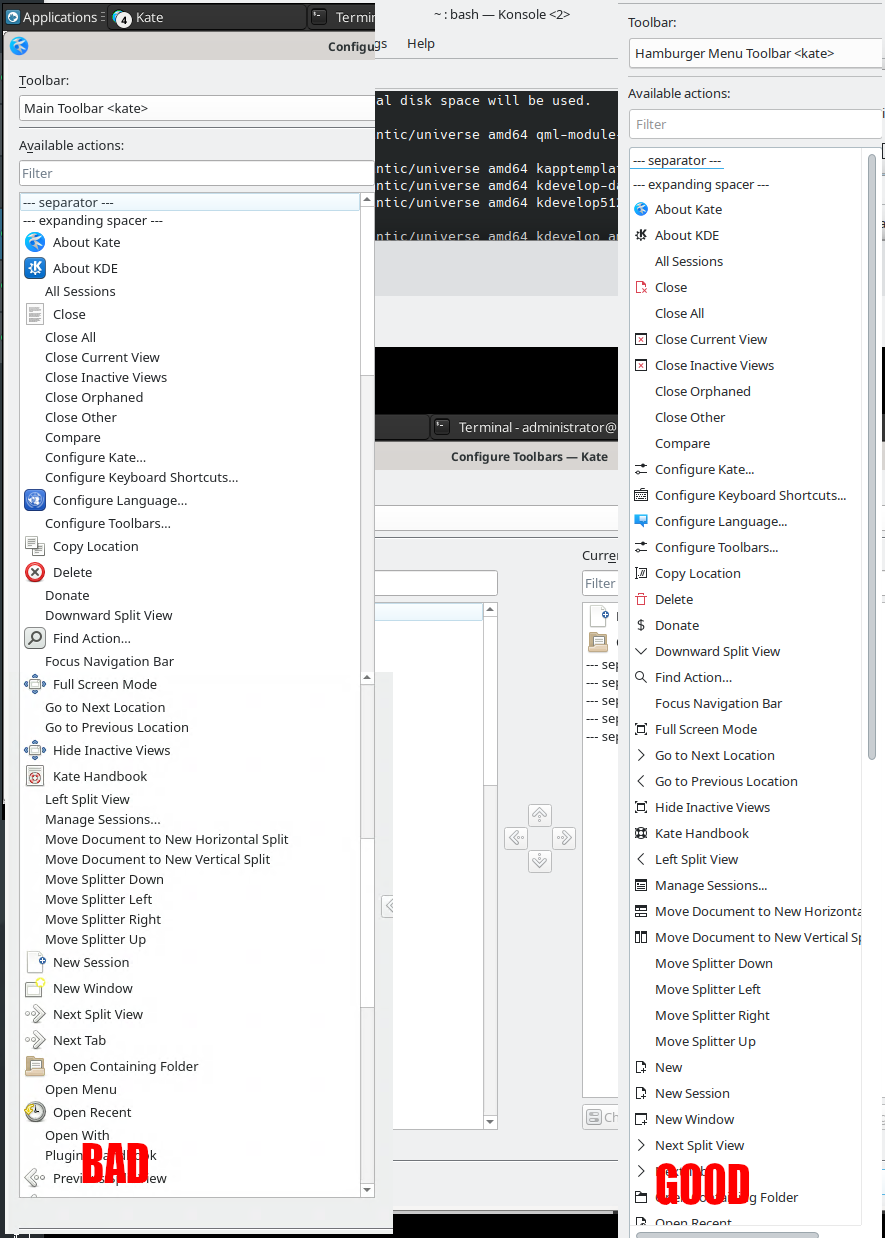 Applications
4
Kate
Termin
Configu
Toolbar:
Main Toolbar <kate>
Available actions:
Filter
--- separator ---
--- expanding spacer ---
About Kate
About KDE
All Sessions
Close
Close All
Close Current View
Close Inactive Views
Close Orphaned
Close Other
Compare
Configure Kate...
Configure Keyboard Shortcuts...
Configure Language...
Configure Toolbars...
Copy Location
Delete
Donate
Downward Split View
Find Action...
Focus Navigation Bar
Full Screen Mode
Go to Next Location
Go to Previous Location
Hide Inactive Views
Kate Handbook
Left Split View
Manage Sessions...
Move Document to New Horizontal Split
Move Document to New Vertical Split
Move Splitter Down
Move Splitter Left
Move Splitter Right
Move Splitter Up
New Session
New Window
Next Split View
Next Tab
Open Containing Folder
Open Menu
Open Recent
Open With
BAD
~ : bash — Konsole <2>
gs Help
al disk space will be used.
ntic/universe amd64 qml-module-
ntic/universe amd64 kapptemplat
ntic/universe amd64 kdevelop-da
ntic/universe amd64 kdevelop51
ntic/universe amd64 kdevelop am
Terminal - administrator@
Configure Toolbars — Kate
Curre
Filter
--- sep
--- sep
--- sep
--- sep
--- sep
Ch
Toolbar:
Hamburger Menu Toolbar <kate>
Available actions:
Filter
--- separator ---
--- expanding spacer ---
About Kate
About KDE
All Sessions
Close
Close All
Close Current View
Close Inactive Views
Close Orphaned
Close Other
Compare
Configure Kate...
Configure Keyboard Shortcuts...
Configure Language...
Configure Toolbars...
Copy Location
Delete
Donate
Downward Split View
Find Action...
Focus Navigation Bar
Full Screen Mode
Go to Next Location
Go to Previous Location
Hide Inactive Views
Kate Handbook
Left Split View
Manage Sessions...
Move Document to New Horizonta
Move Document to New Vertical Sp
Move Splitter Down
Move Splitter Left
Move Splitter Right
Move Splitter Up
New
New Session
New Window
Next Split View
Folder
Open Recent
GOOD